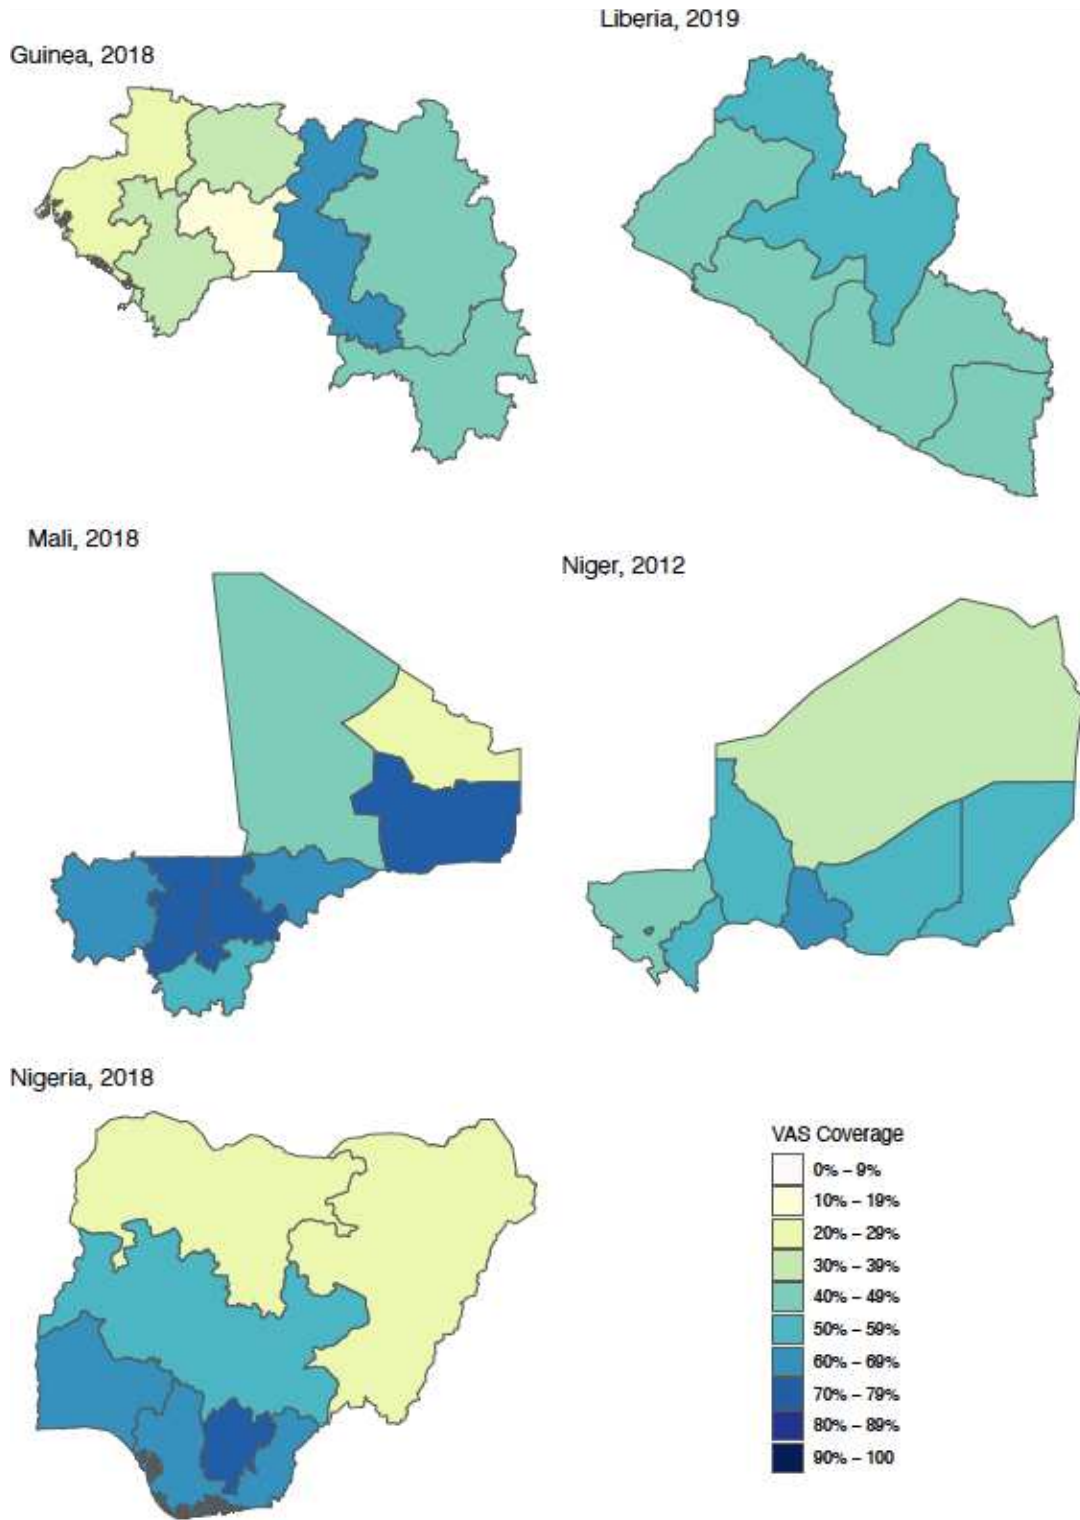 Liberia, 2019
Guinea, 2018
Mali, 2018
Niger, 2012
Nigeria, 2018
VAS Coverage
0% – 9%
10% – 19%
20% – 29%
30% – 39%
40% – 49%
50% – 59%
60% – 69%
70% – 79%
80% – 89%
90% – 100